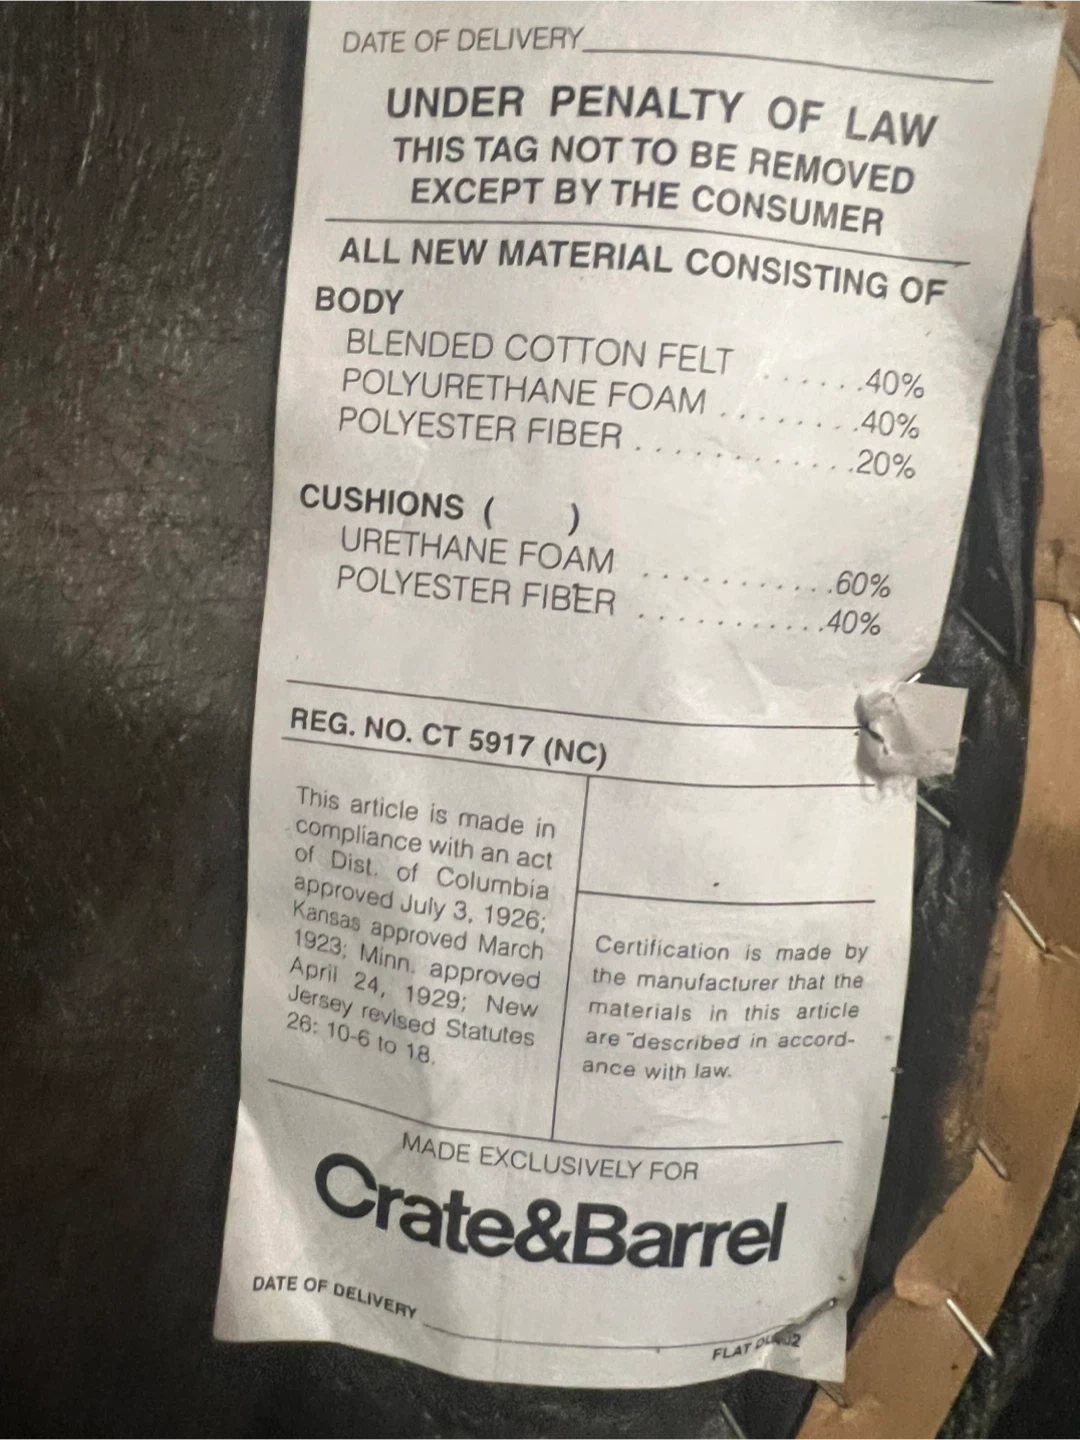 DATE OF DELIVERY
UNDER PENALTY OF LAW
THIS TAG NOT TO BE REMOVED
EXCEPT BY THE CONSUMER
ALL NEW MATERIAL CONSISTING OF
BODY
BLENDED COTTON FELT ......40%
POLYURETHANE FOAM ........40%
POLYESTER FIBER ............20%
CUSHIONS ( )
URETHANE FOAM ...........60%
POLYESTER FIBER ...........40%
REG. NO. CT 5917 (NC)
This article is made in
compliance with an act
of Dist. of Columbia
approved July 3, 1926;
Kansas approved March
1923; Minn. approved
April 24, 1929; New
Jersey revised Statutes
26: 10-6 to 18.
Certification is made by
the manufacturer that the
materials in this article
are described in accord-
ance with law.
MADE EXCLUSIVELY FOR
Crate&Barrel
DATE OF DELIVERY
FLAT